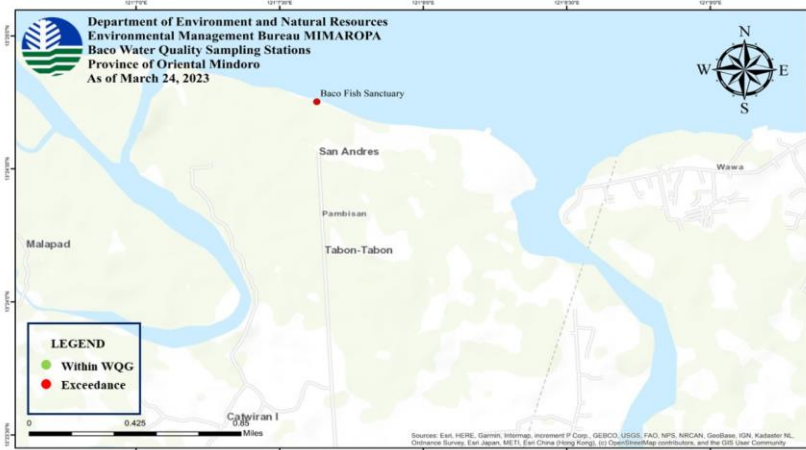 Department of Environment and Natural Resources
Environmental Management Bureau MIMAROPA
Baco Water Quality Sampling Stations
Province of Oriental Mindoro
As of March 24, 2023
N
W
E
S
Baco Fish Sanctuary
San Andres
Wawa
Pambisan
Malapad
Tabon-Tabon
LEGEND
Within WQG
Exceedance
Catwiran I
0
0.425
0.85
Miles
Sources: Esri, HERE, Garmin, Intermap, increment P Corp., GEBCO, USGS, FAO, NPS, NRCAN, GeoBase, IGN, Kadaster NL,
Ordnance Survey, Esri Japan, METI, Esri China (Hong Kong), (c) OpenStreetMap contributors, and the GIS User Community